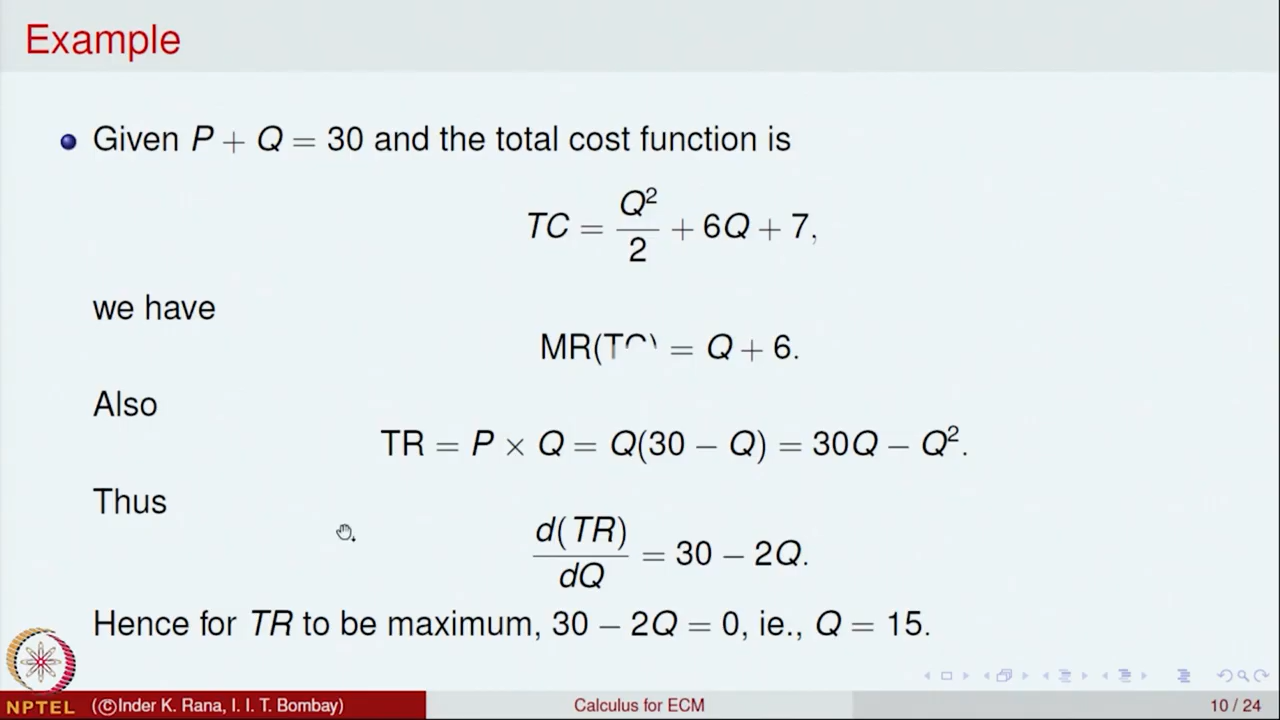 Example
Given P + Q = 30 and the total cost function is
TC = Q²/2 + 6Q + 7,
we have
= Q + 6.
Also
TR = P × Q = Q(30 − Q) = 30Q − Q².
Thus
d(TR)/dQ = 30 − 2Q.
Hence for TR to be maximum, 30 − 2Q = 0, ie., Q = 15.
NPTEL
(©Inder K. Rana, I. I. T. Bombay)
Calculus for ECM
10 / 24